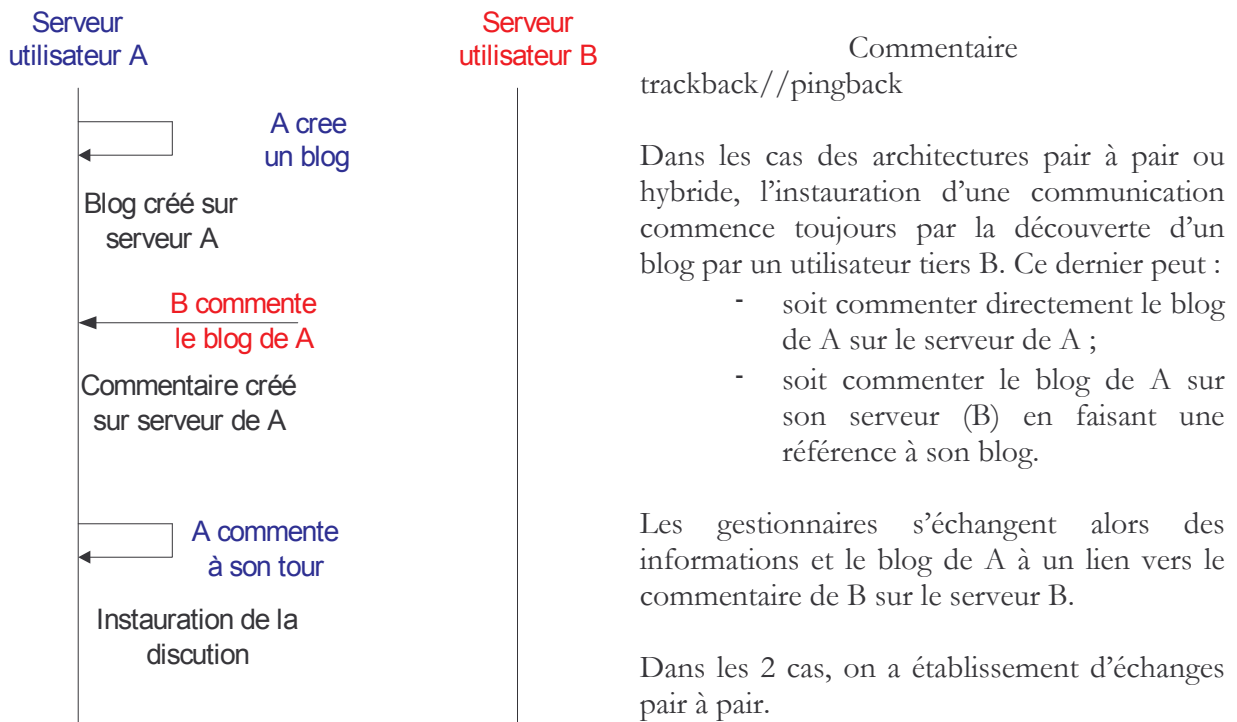 Serveur
utilisateur A
Serveur
utilisateur B
A cree
un blog
Blog créé sur
serveur A
B commente
le blog de A
Commentaire créé
sur serveur de A
A commente
à son tour
Instauration de la
discution
Commentaire
trackback//pingback
Dans les cas des architectures pair à pair ou
hybride, l’instauration d’une communication
commence toujours par la découverte d’un
blog par un utilisateur tiers B. Ce dernier peut :
- soit commenter directement le blog
de A sur le serveur de A ;
- soit commenter le blog de A sur
son serveur (B) en faisant une
référence à son blog.
Les gestionnaires s’échangent alors des
informations et le blog de A à un lien vers le
commentaire de B sur le serveur B.
Dans les 2 cas, on a établissement d’échanges
pair à pair.